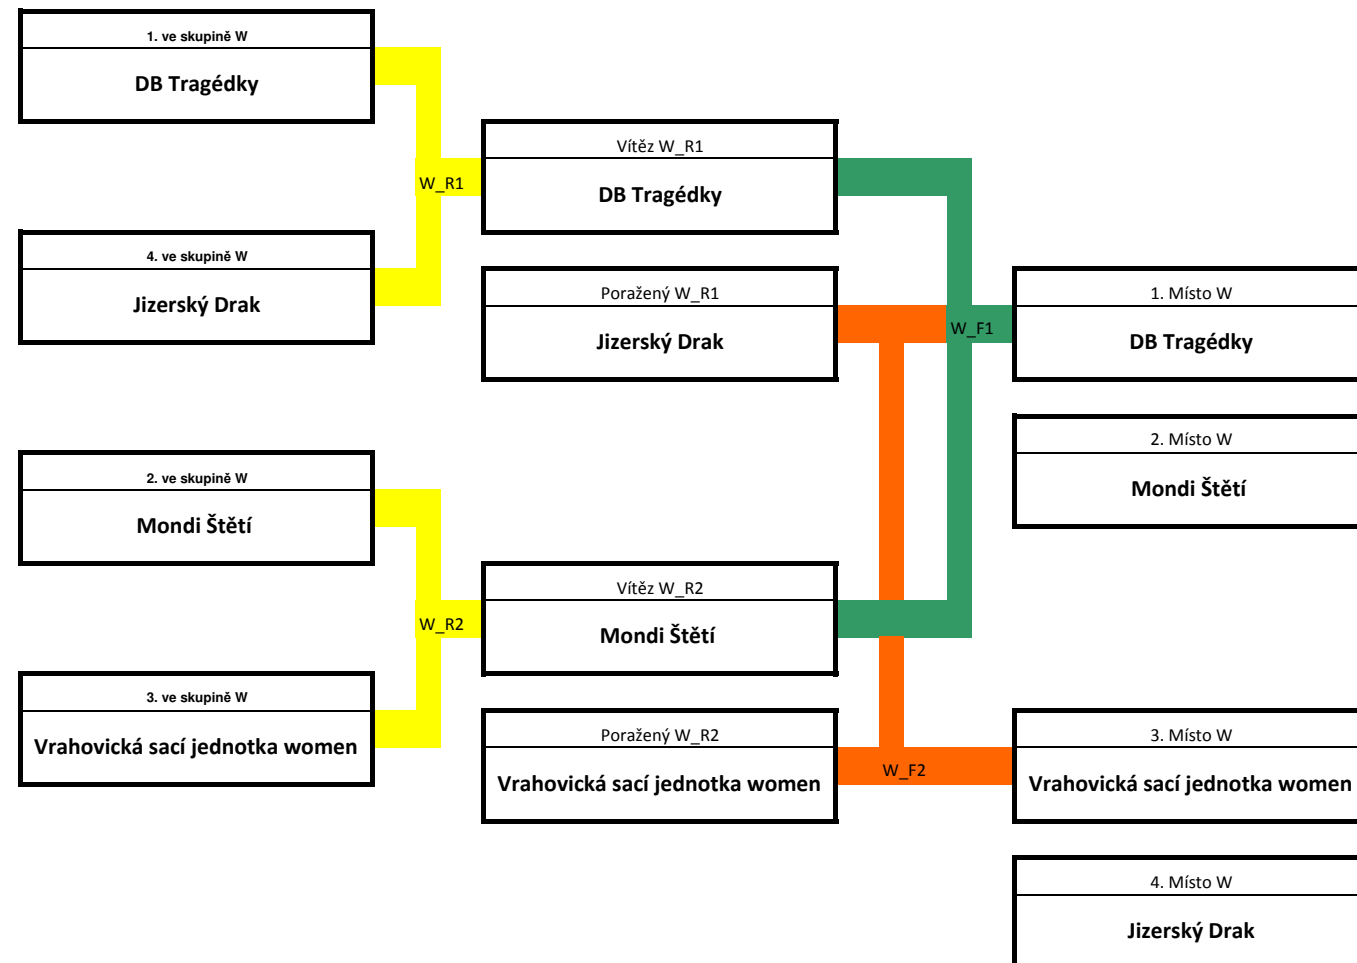 1. ve skupině W
DB Tragédky
W_R1
4. ve skupině W
Jizerský Drak
2. ve skupině W
Mondi Štětí
W_R2
3. ve skupině W
Vrahovická sací jednotka women
Vítěz W_R1
DB Tragédky
Poražený W_R1
Jizerský Drak
Vítěz W_R2
Mondi Štětí
Poražený W_R2
Vrahovická sací jednotka women
W_F1
W_F2
1. Místo W
DB Tragédky
2. Místo W
Mondi Štětí
3. Místo W
Vrahovická sací jednotka women
4. Místo W
Jizerský Drak